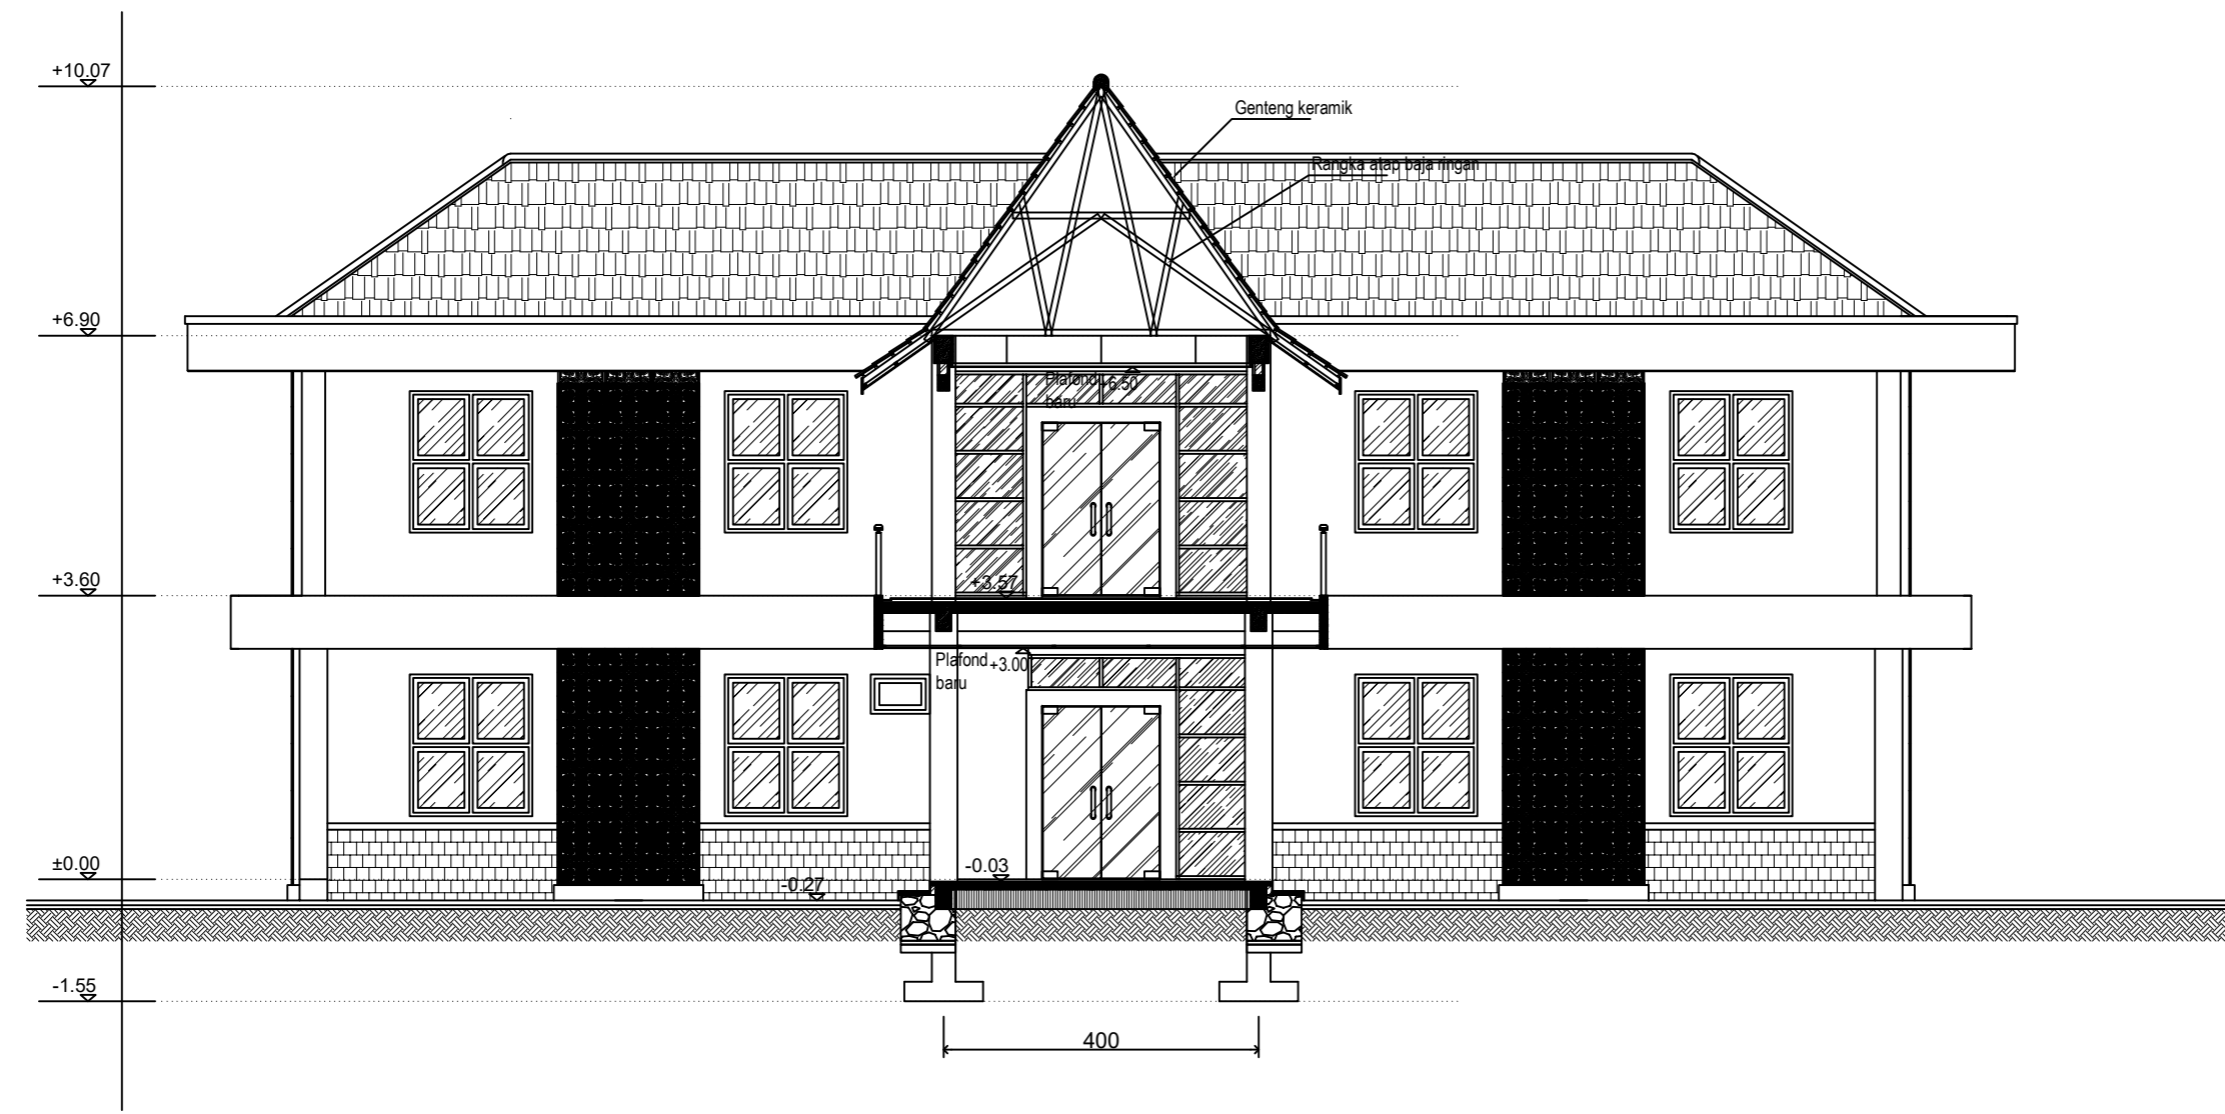 +10.07
Genteng keramik
Rangka atap baja ringan
+6.90
Plafond
+6.50
baru
+3.60
+3.57
Plafond
+3.00
baru
±0.00
-0.03
-0.27
-1.55
400